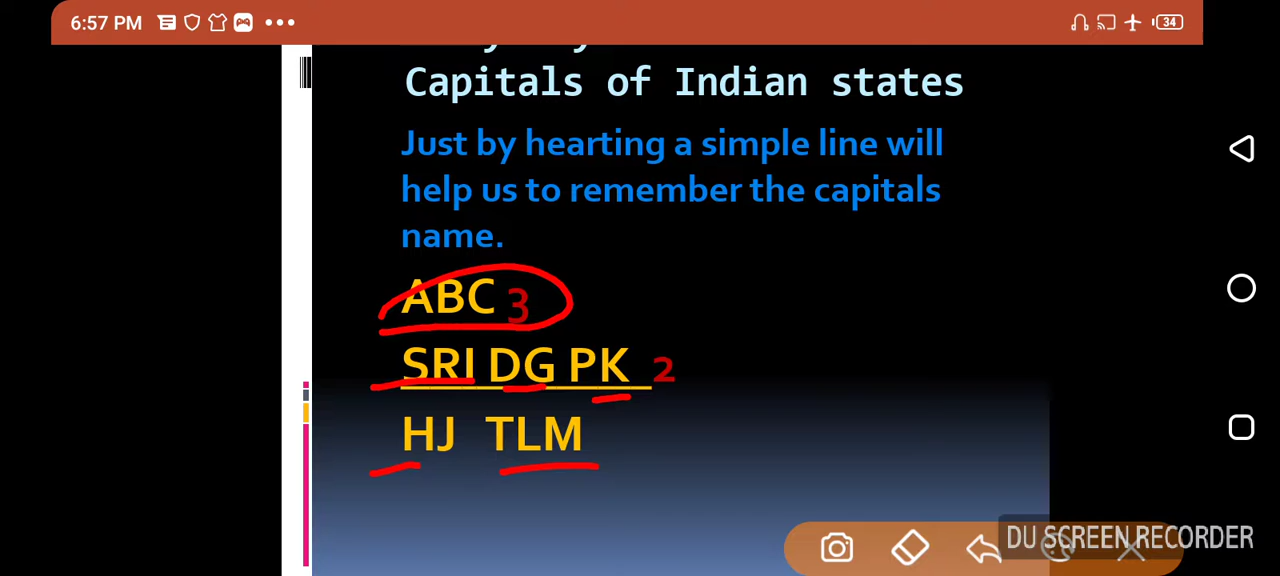 6:57 PM
34
Capitals of Indian states
Just by hearting a simple line will
help us to remember the capitals
name.
ABC 3
SRI DG PK 2
HJ TLM
DU SCREEN RECORDER